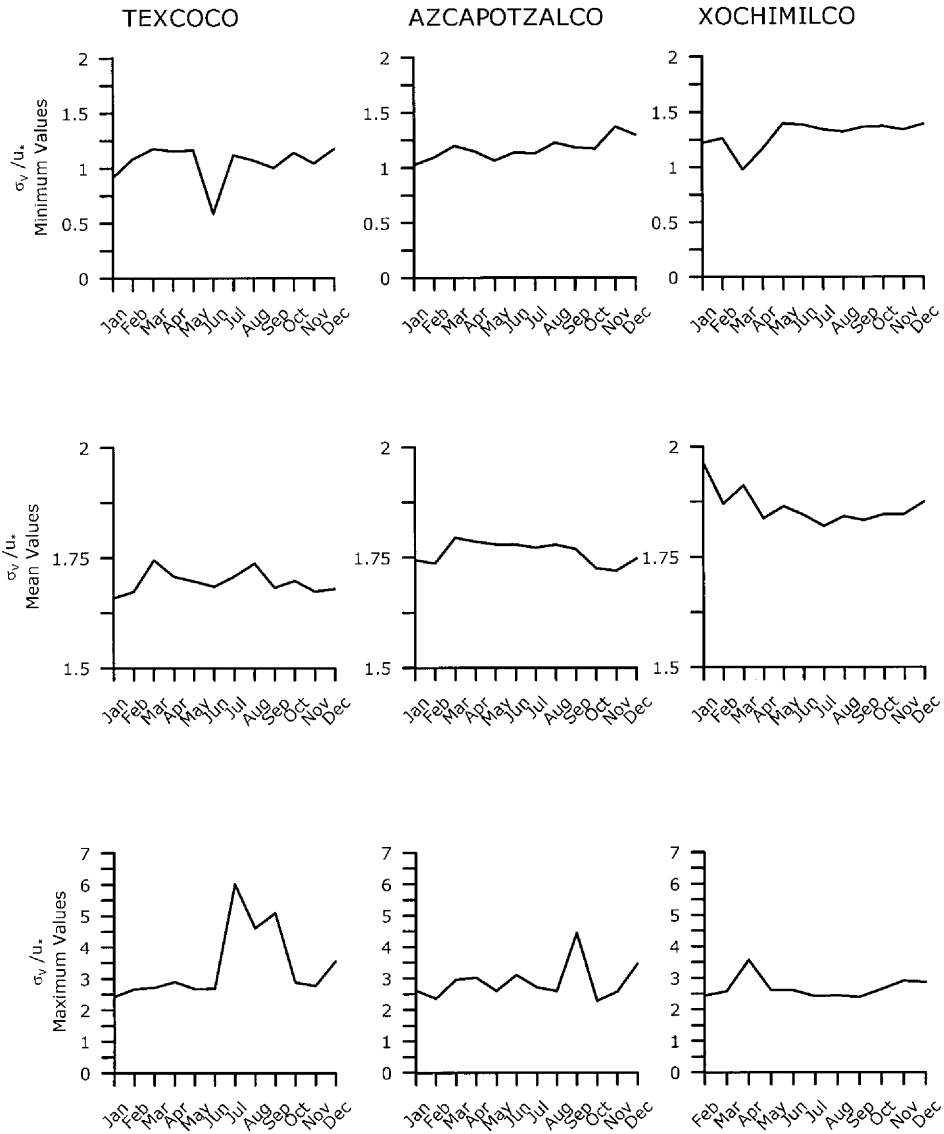 TEXCOCO
AZCAPOTZALCO
XOCHIMILCO
σv /u*
Minimum Values
2
1.5
1
0.5
0
Jan Feb Mar Apr May Jun Jul Aug Sep Oct Nov Dec
2
1.5
1
0.5
0
Jan Feb Mar Apr May Jun Jul Aug Sep Oct Nov Dec
2
1.5
1
0.5
0
Jan Feb Mar Apr May Jun Jul Aug Sep Oct Nov Dec
σv /u*
Mean Values
2
1.75
1.5
Jan Feb Mar Apr May Jun Jul Aug Sep Oct Nov Dec
2
1.75
1.5
Jan Feb Mar Apr May Jun Jul Aug Sep Oct Nov Dec
2
1.75
1.5
Jan Feb Mar Apr May Jun Jul Aug Sep Oct Nov Dec
σv /u*
Maximum Values
7
6
5
4
3
2
1
0
Jan Feb Mar Apr May Jun Jul Aug Sep Oct Nov Dec
7
6
5
4
3
2
1
0
Jan Feb Mar Apr May Jun Jul Aug Sep Oct Nov Dec
7
6
5
4
3
2
1
0
Feb Mar Apr May Jun Jul Aug Sep Oct Nov Dec